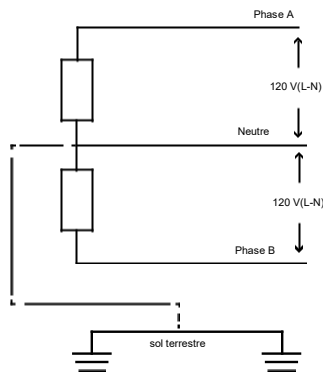 Phase A
120 V(L-N)
Neutre
120 V(L-N)
Phase B
sol terrestre